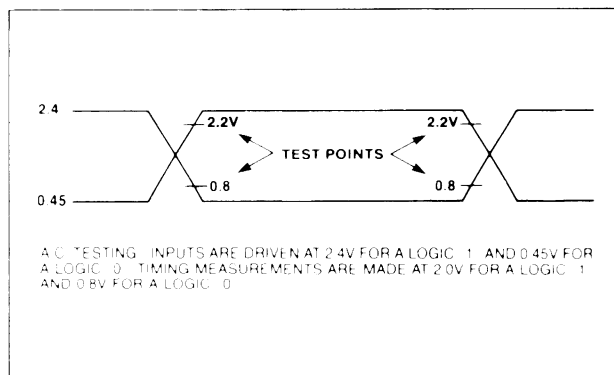 2.4
2.2V 2.2V
TEST POINTS
0.8 0.8
0.45
A.C. TESTING: INPUTS ARE DRIVEN AT 2.4V FOR A LOGIC 1 AND 0.45V FOR
A LOGIC 0 TIMING MEASUREMENTS ARE MADE AT 2.0V FOR A LOGIC 1
AND 0.8V FOR A LOGIC 0